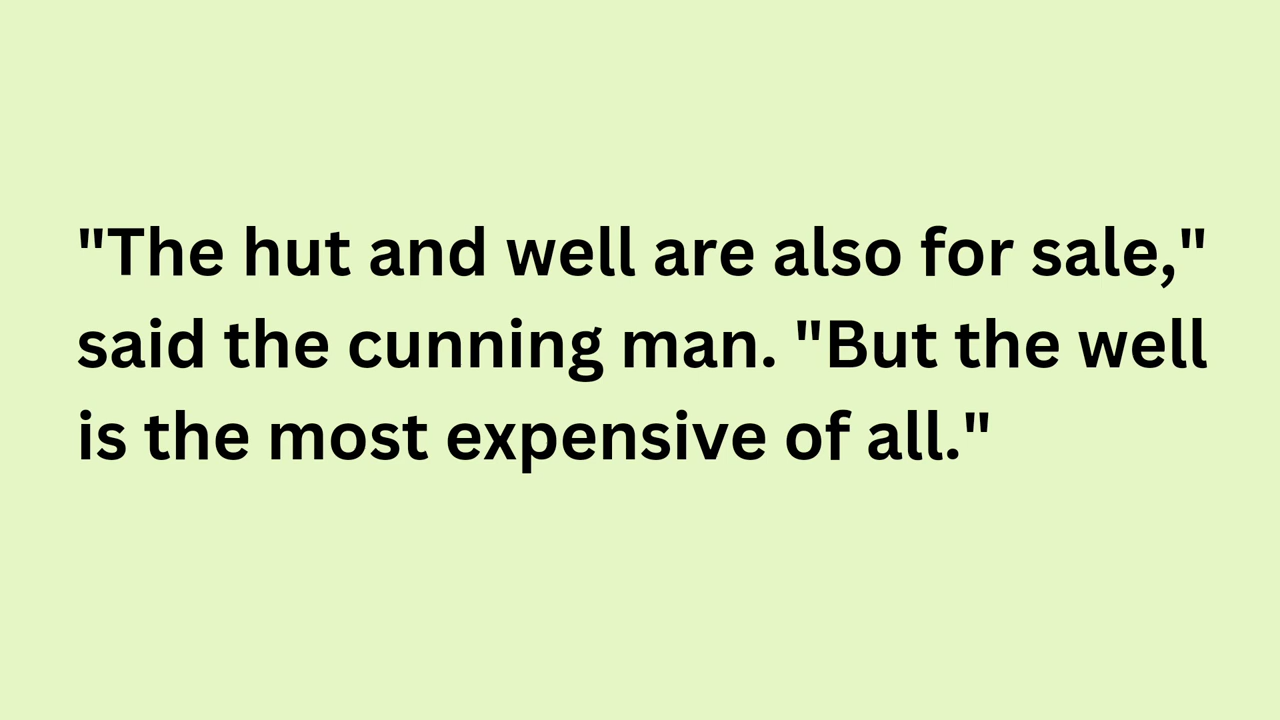 "The hut and well are also for sale,"
said the cunning man. "But the well
is the most expensive of all."